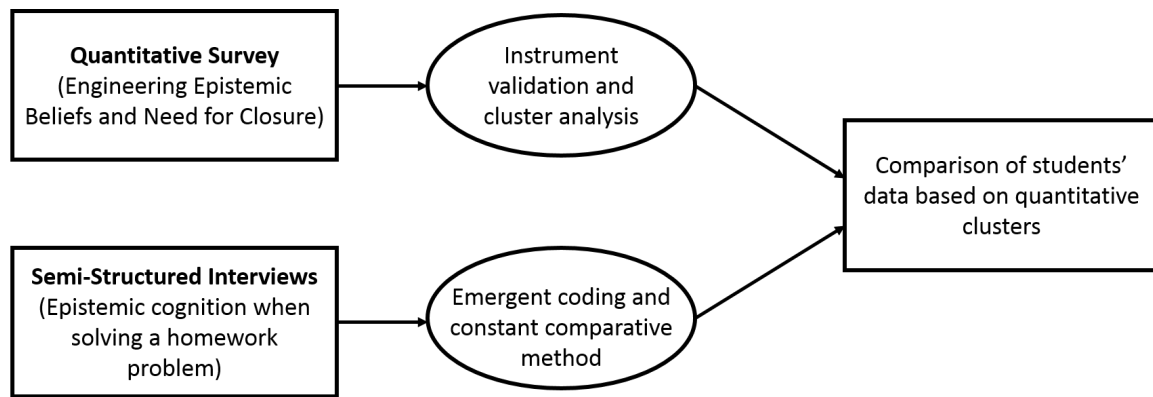 Quantitative Survey
(Engineering Epistemic
Beliefs and Need for Closure)
Instrument
validation and
cluster analysis
Comparison of students’
data based on quantitative
clusters
Semi-Structured Interviews
(Epistemic cognition when
solving a homework
problem)
Emergent coding and
constant comparative
method